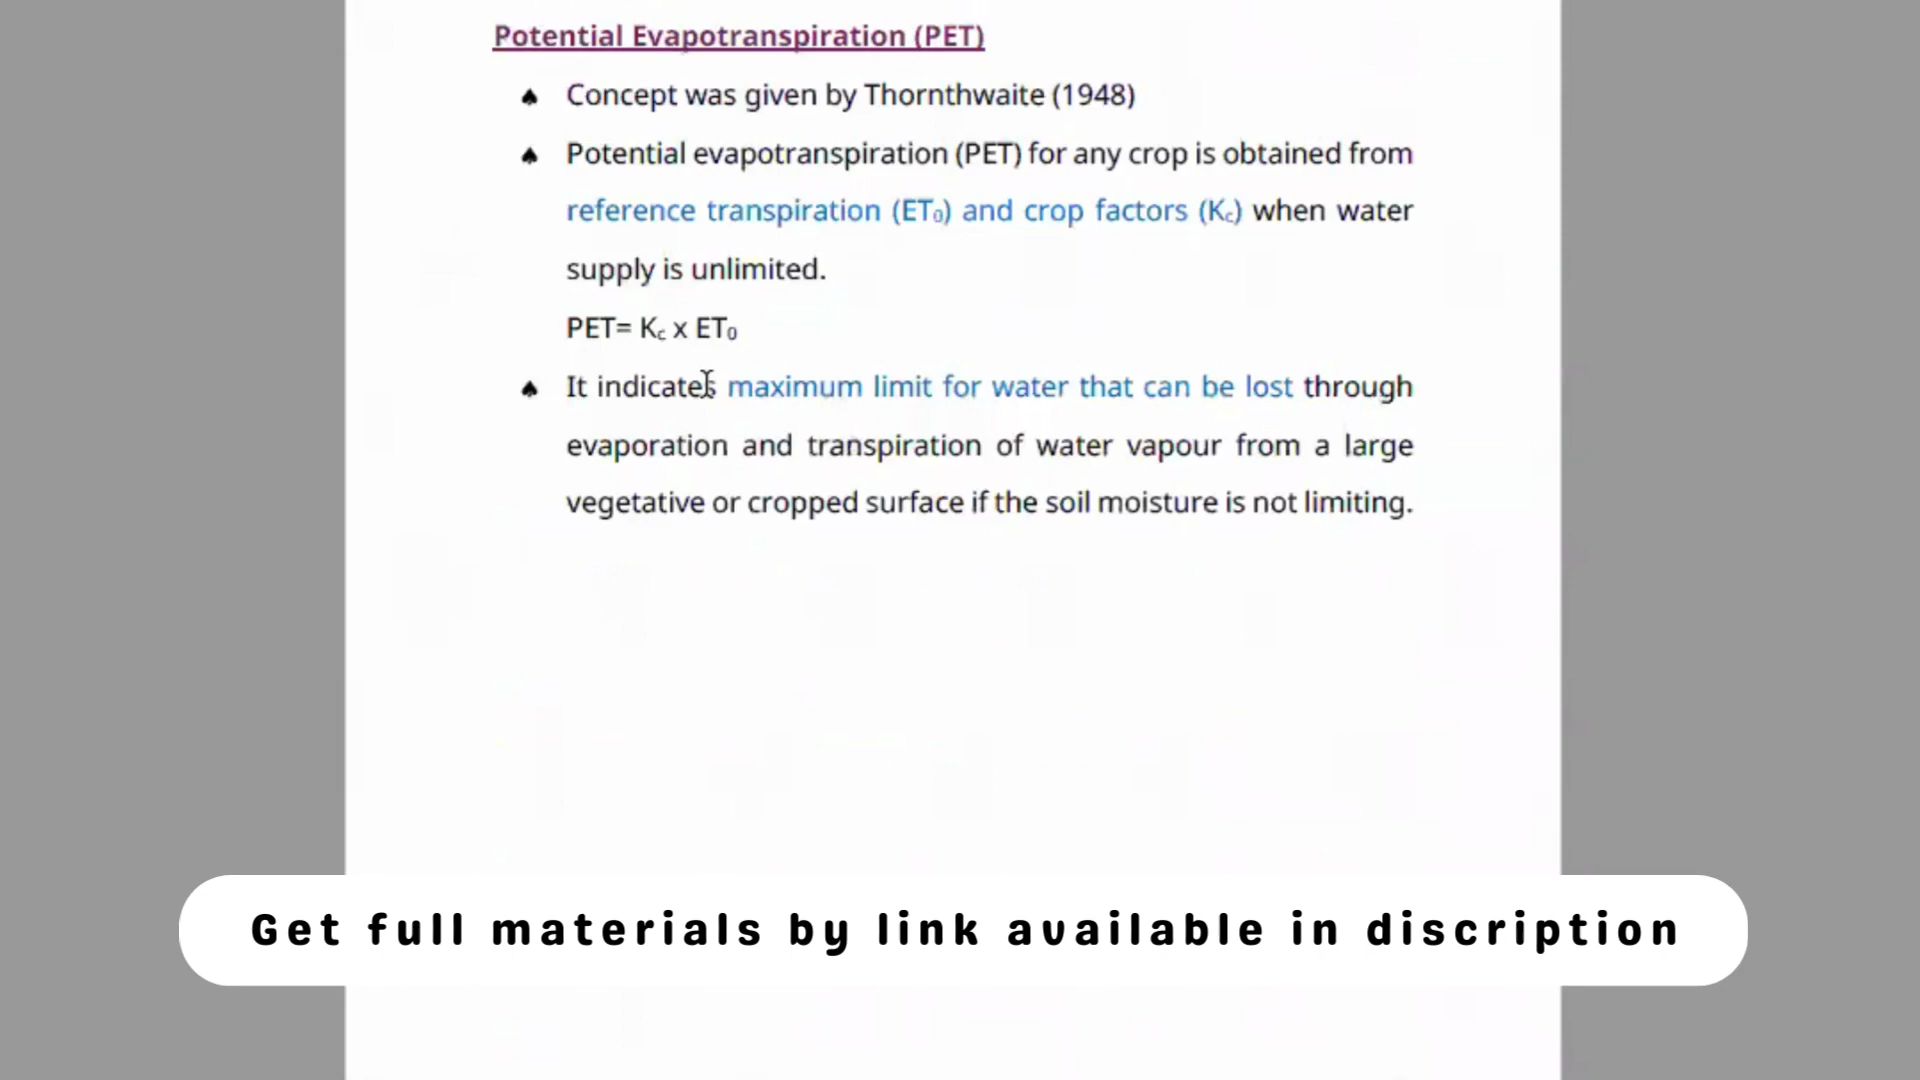 Potential Evapotranspiration (PET)
♠ Concept was given by Thornthwaite (1948)
♠ Potential evapotranspiration (PET) for any crop is obtained from
reference transpiration (ET₀) and crop factors (K꜀) when water
supply is unlimited.
PET= K꜀ x ET₀
♠ It indicates maximum limit for water that can be lost through
evaporation and transpiration of water vapour from a large
vegetative or cropped surface if the soil moisture is not limiting.
Get full materials by link available in discription